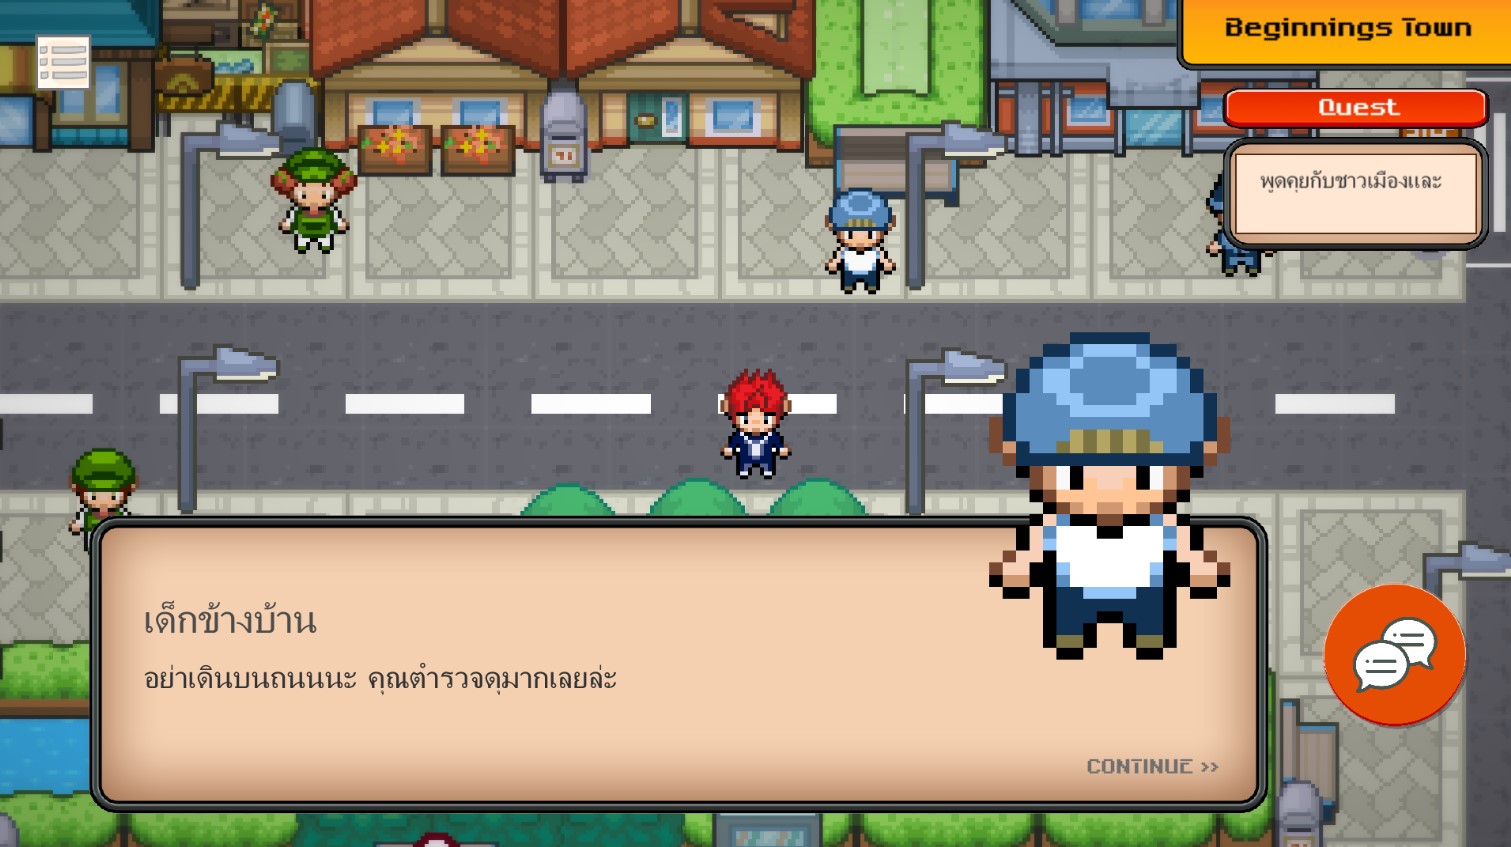 Beginnings Town
Quest
พูดคุยกับชาวเมืองและ
เด็กข้างบ้าน
อย่าเดินบนถนนนะ คุณตำรวจดุมากเลยล่ะ
CONTINUE >>